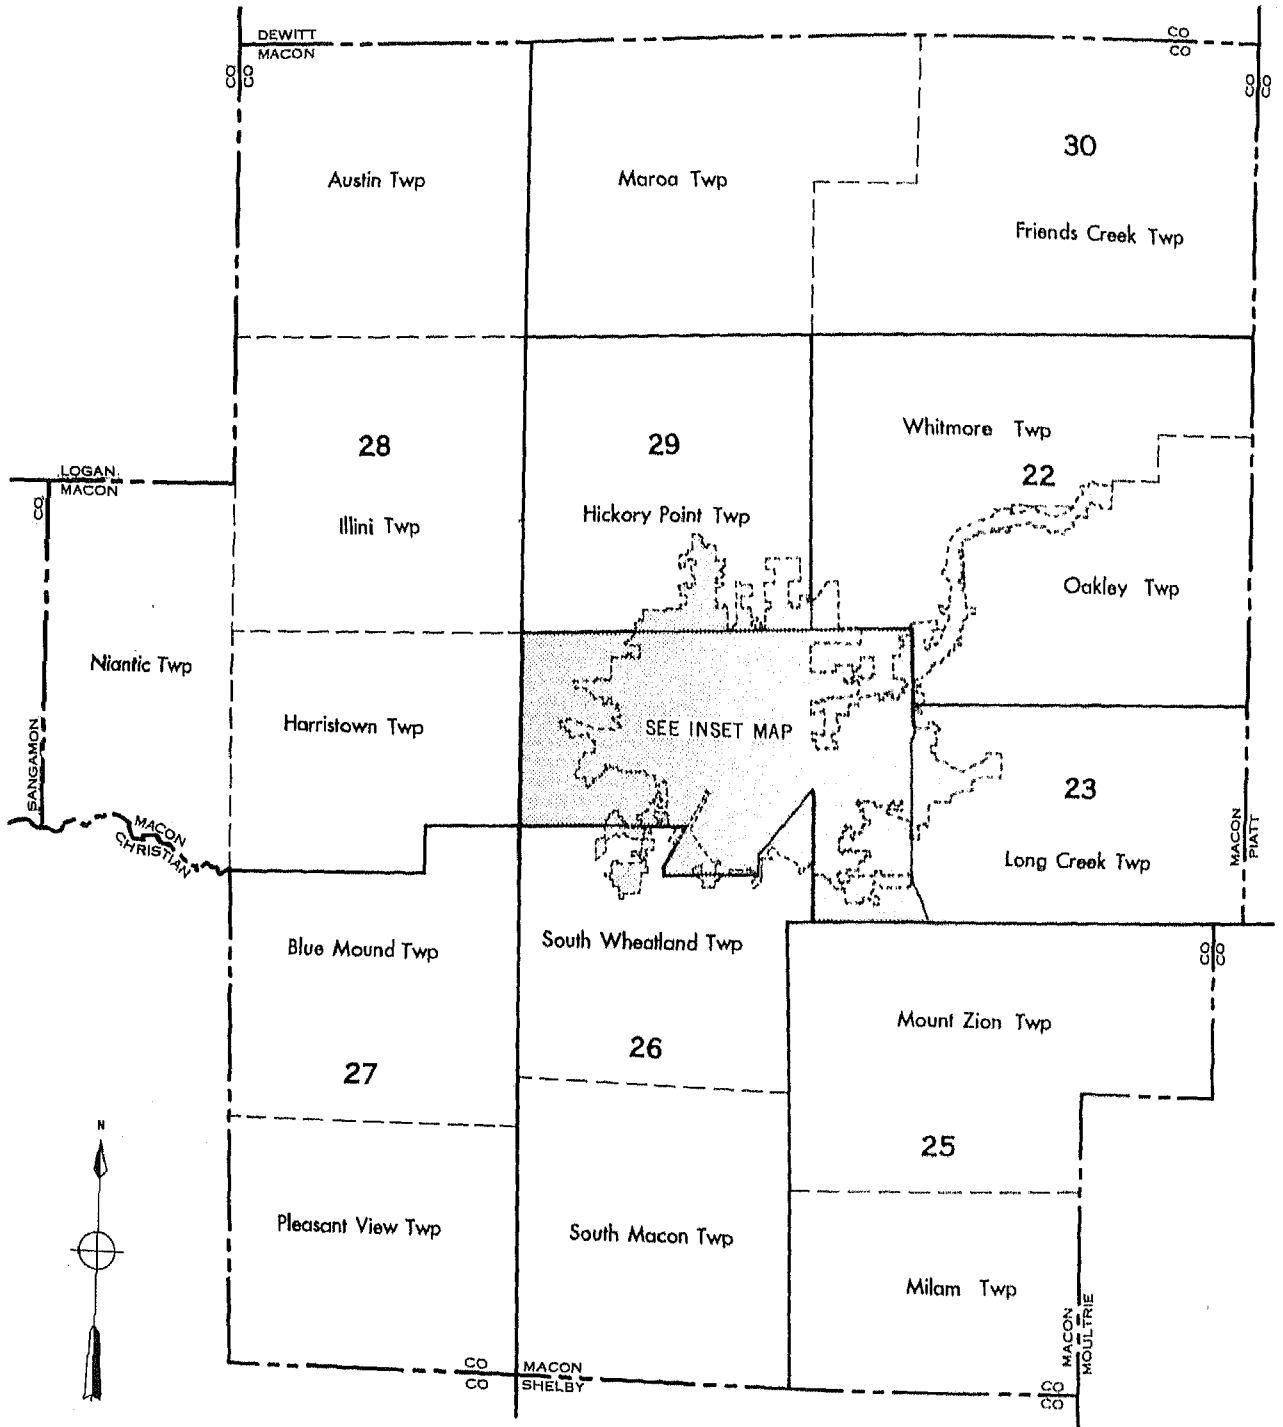 DEWITT
MACON
CO
CO
CO
CO
CO
CO
30
Austin Twp
Maroa Twp
Friends Creek Twp
28
29
Whitmore Twp
22
LOGAN
MACON
CO
Illini Twp
Hickory Point Twp
Oakley Twp
Niantic Twp
Harristown Twp
SEE INSET MAP
SANGAMON
23
MACON
CHRISTIAN
MACON
PIATT
Long Creek Twp
Blue Mound Twp
South Wheatland Twp
CO
CO
Mount Zion Twp
26
27
N
25
Pleasant View Twp
South Macon Twp
Milam Twp
MACON
MOULTRIE
CO
CO
MACON
SHELBY
CO
CO